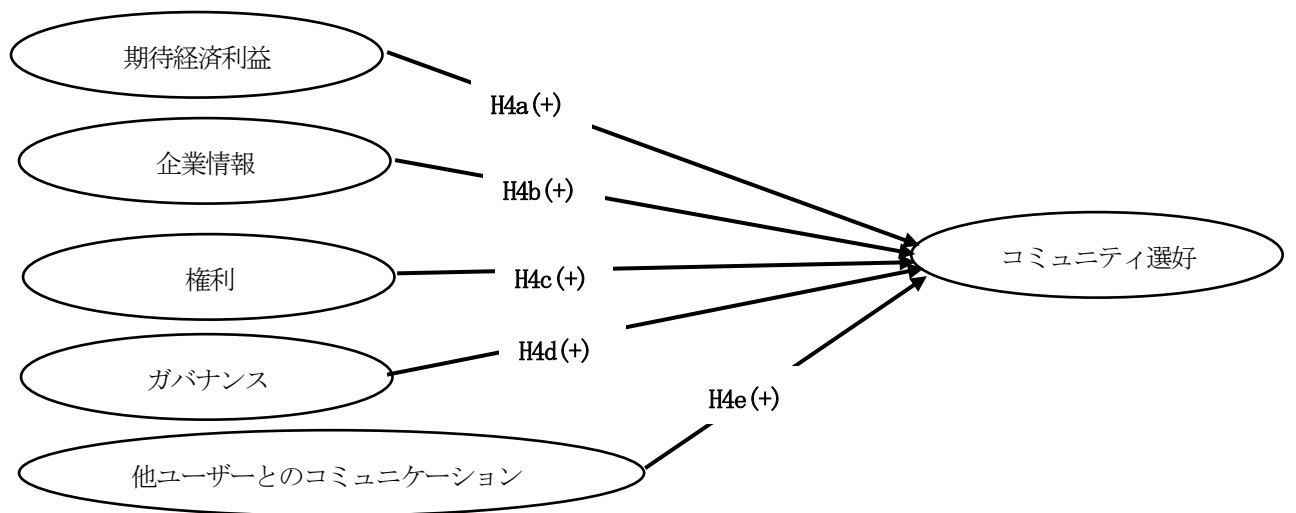 期待経済利益
H4a(+)
企業情報
H4b(+)
コミュニティ選好
権利
H4c(+)
ガバナンス
H4d(+)
H4e(+)
他ユーザーとのコミュニケーション